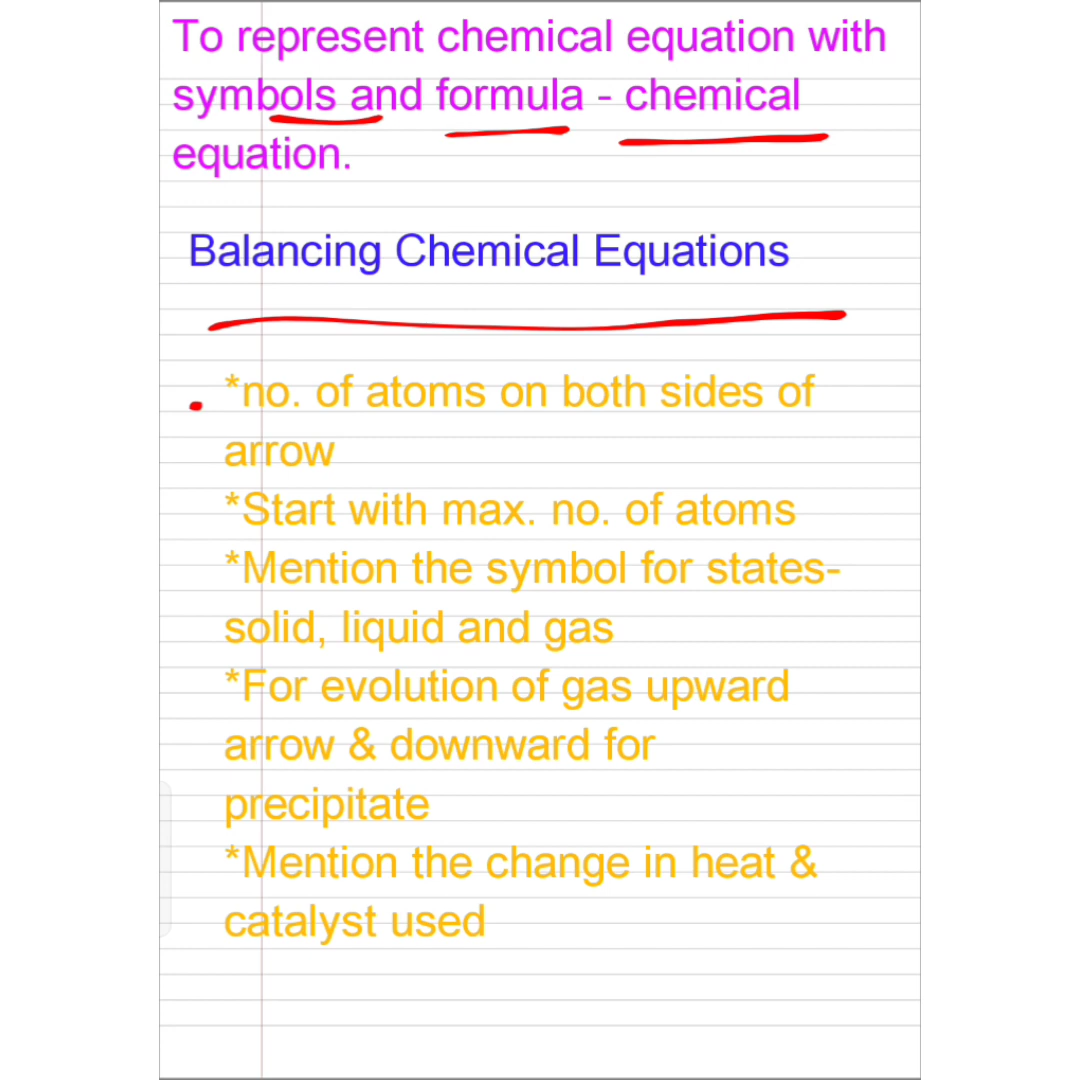 To represent chemical equation with
symbols and formula - chemical
equation.
Balancing Chemical Equations
*no. of atoms on both sides of
arrow
*Start with max. no. of atoms
*Mention the symbol for states-
solid, liquid and gas
*For evolution of gas upward
arrow & downward for
precipitate
*Mention the change in heat &
catalyst used